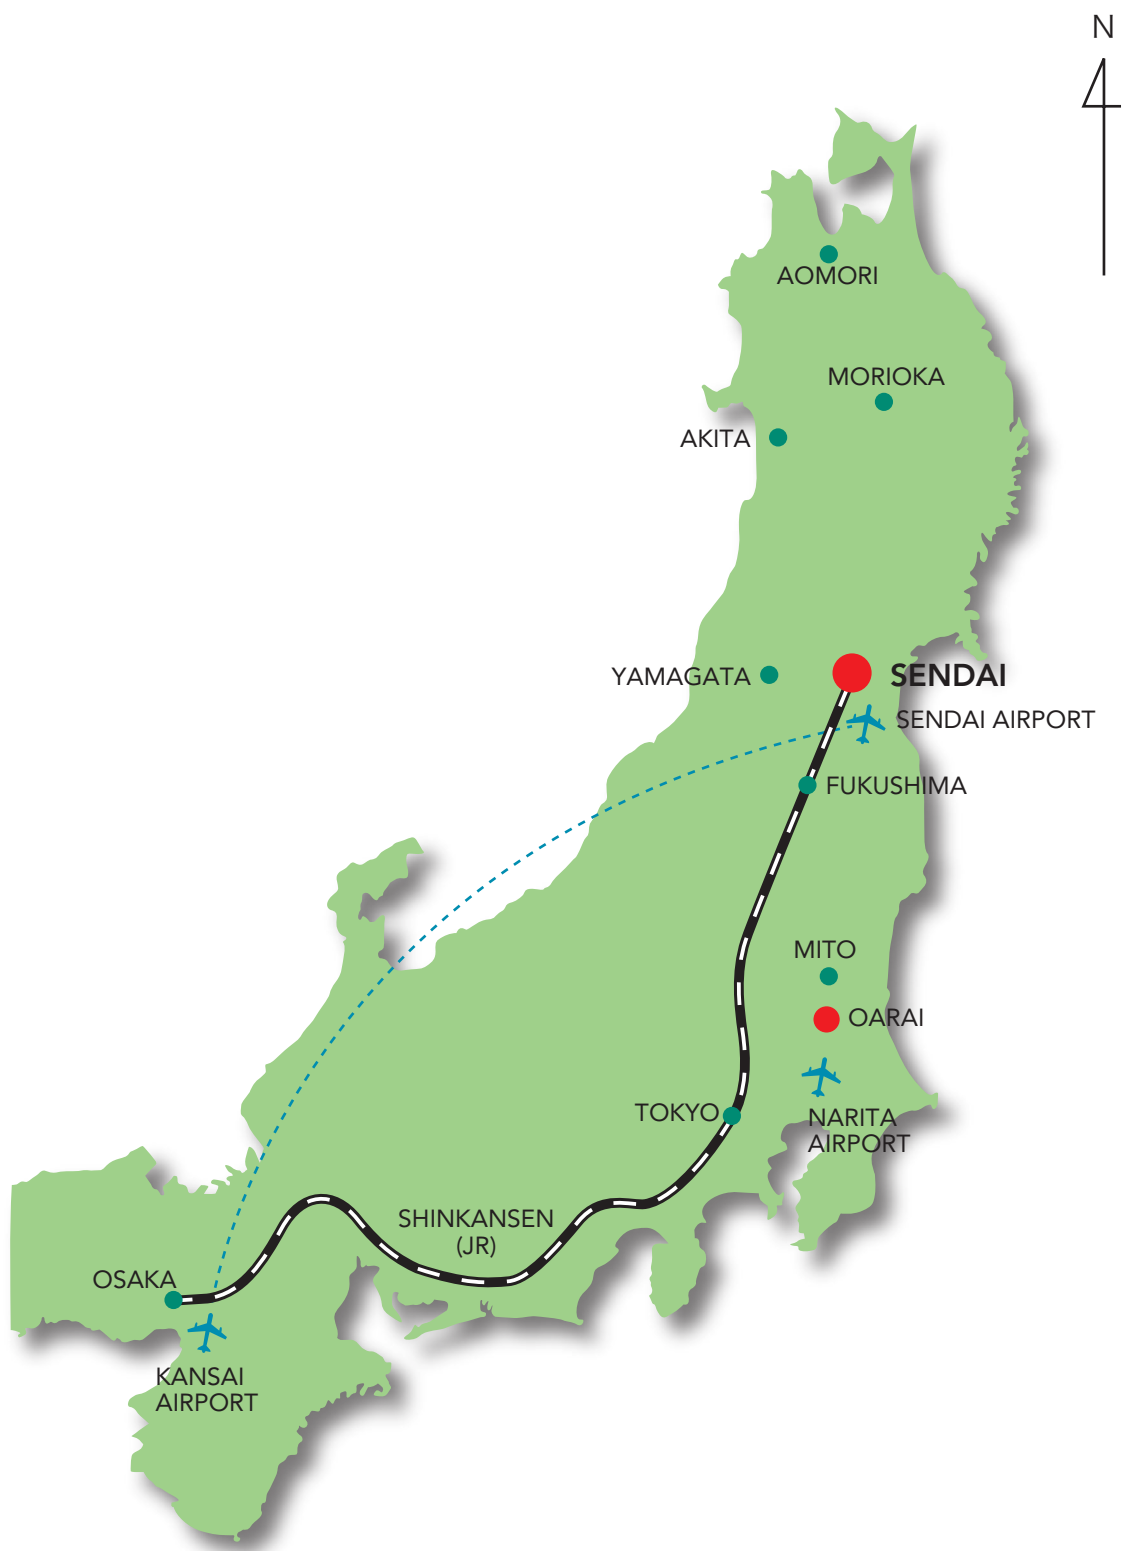 N
AOMORI
MORIOKA
AKITA
YAMAGATA
SENDAI
SENDAI AIRPORT
FUKUSHIMA
MITO
OARAI
TOKYO
NARITA
AIRPORT
SHINKANSEN
(JR)
OSAKA
KANSAI
AIRPORT